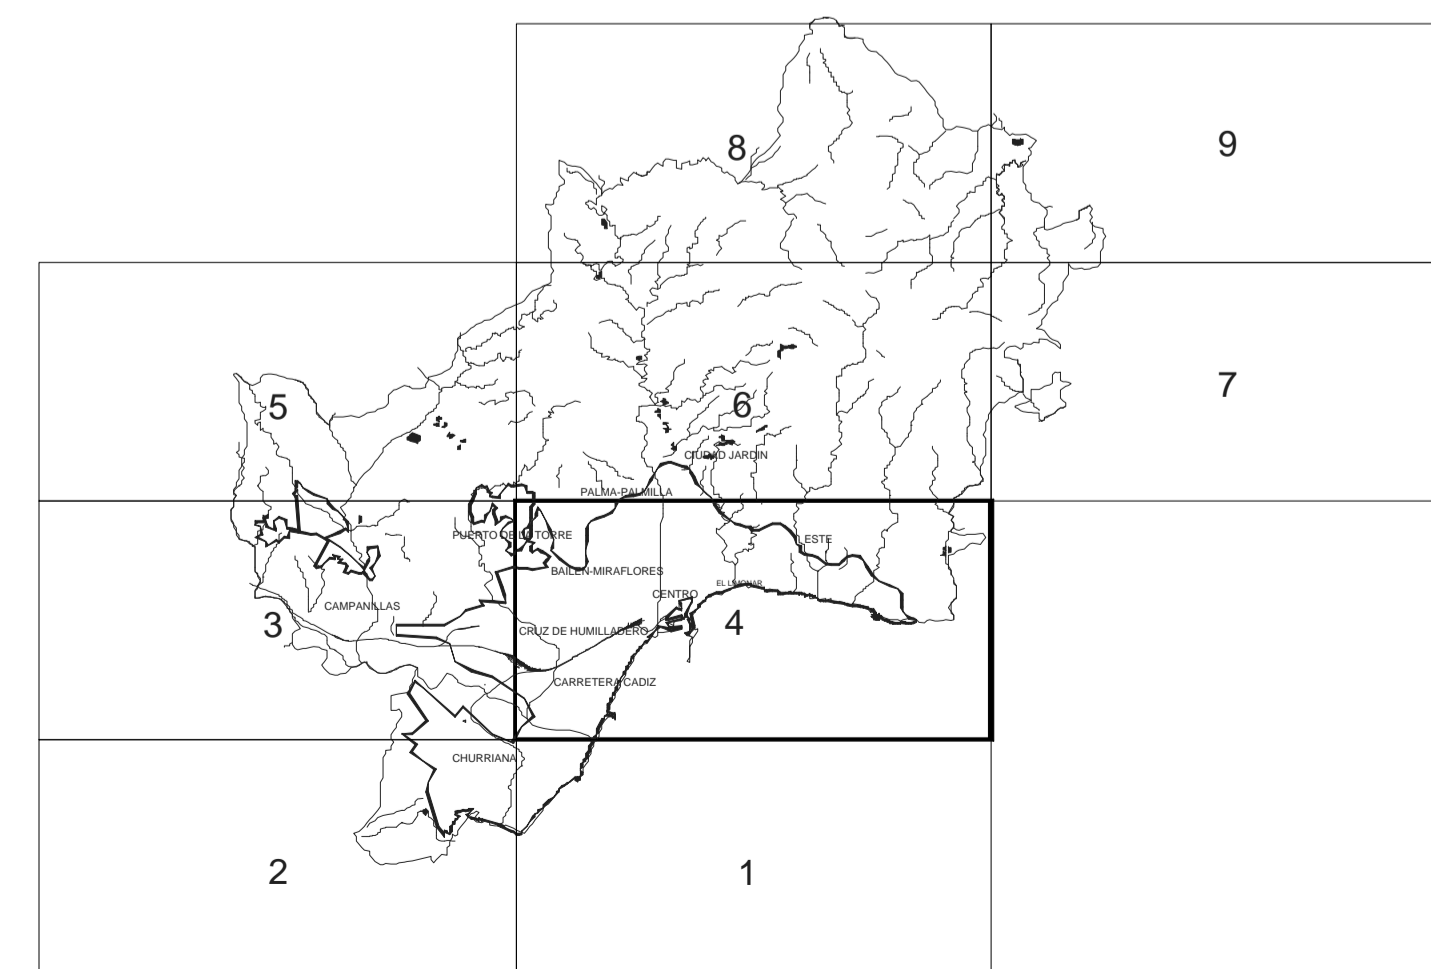 8
9
5
6
7
CIUDAD JARDIN
PALMA-PALMILLA
PUERTO DE LA TORRE
ESTE
BAILEN-MIRAFLORES
EL LIMONAR
CENTRO
CAMPANILLAS
3
CRUZ DE HUMILLADERO
4
CARRETERA CADIZ
CHURRIANA
2
1